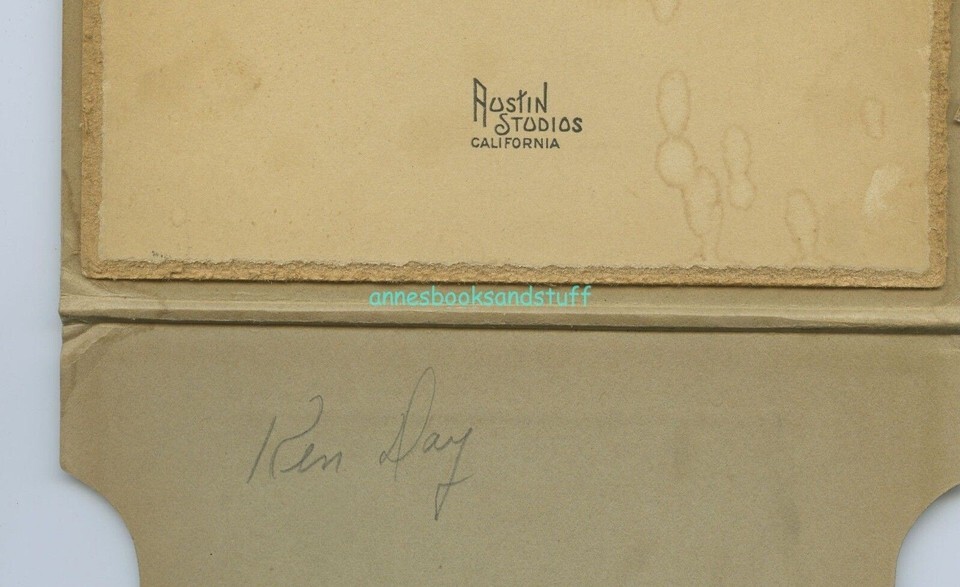 Austin
Studios
California
annesbooksandstuff
Ken Day